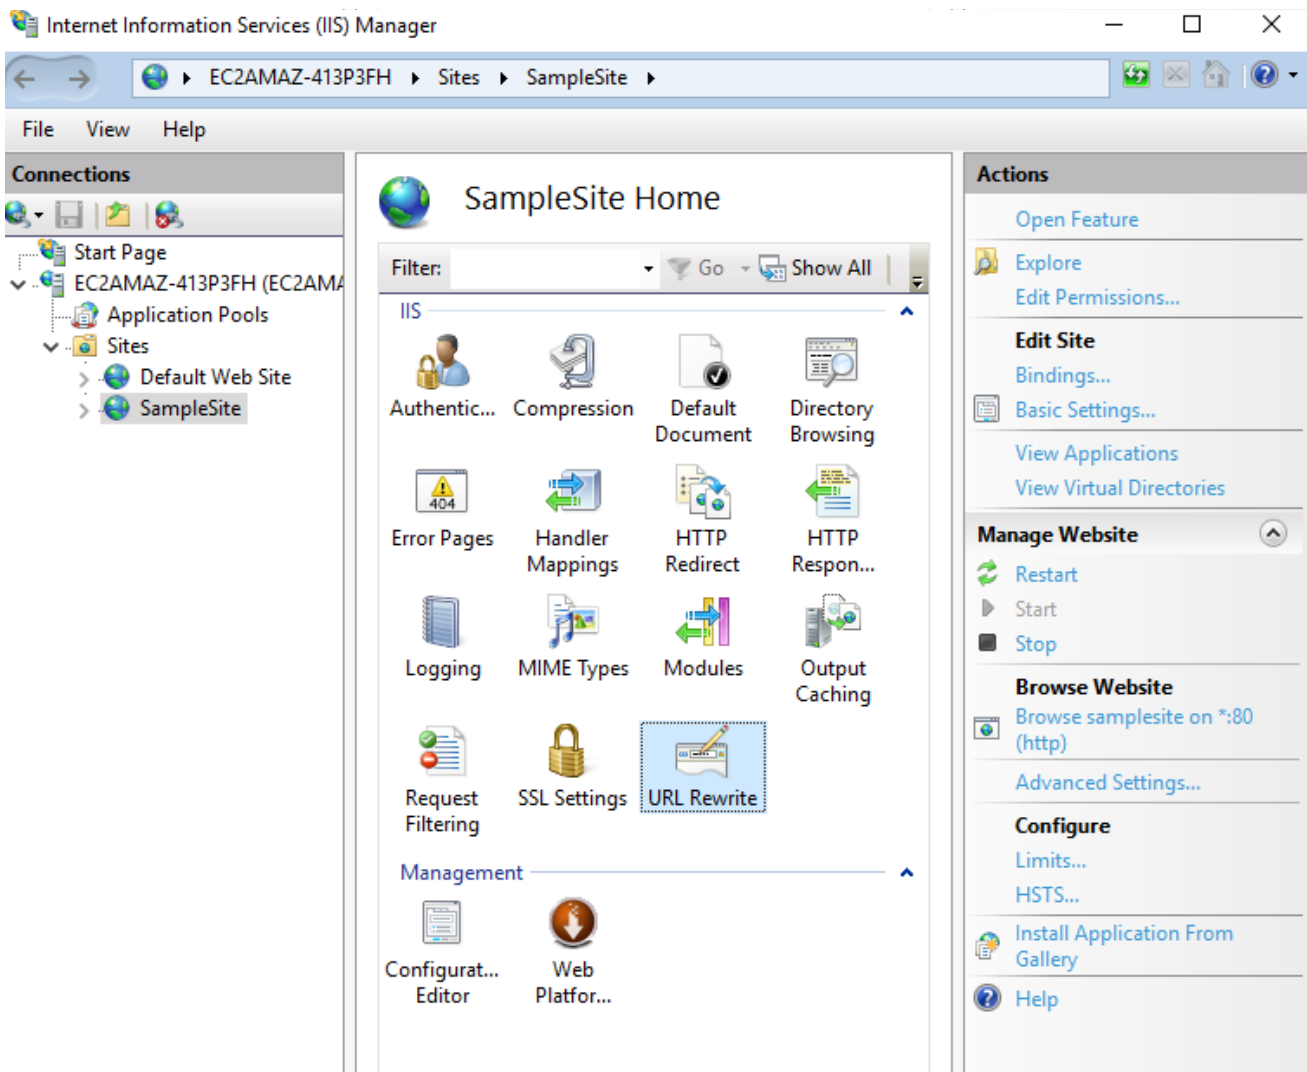 Internet Information Services (IIS) Manager
EC2AMAZ-413P3FH Sites SampleSite
File View Help
Connections
Start Page
EC2AMAZ-413P3FH (EC2AMA
Application Pools
Sites
Default Web Site
SampleSite
SampleSite Home
Filter: Go Show All
IIS
Authentic... Compression Default Directory
Document Browsing
404
Error Pages Handler HTTP HTTP
Mappings Redirect Respon...
Logging MIME Types Modules Output
Caching
Request SSL Settings URL Rewrite
Filtering
Management
Configurat... Web
Editor Platfor...
Actions
Open Feature
Explore
Edit Permissions...
Edit Site
Bindings...
Basic Settings...
View Applications
View Virtual Directories
Manage Website
Restart
Start
Stop
Browse Website
Browse samplesite on *:80
(http)
Advanced Settings...
Configure
Limits...
HSTS...
Install Application From
Gallery
Help